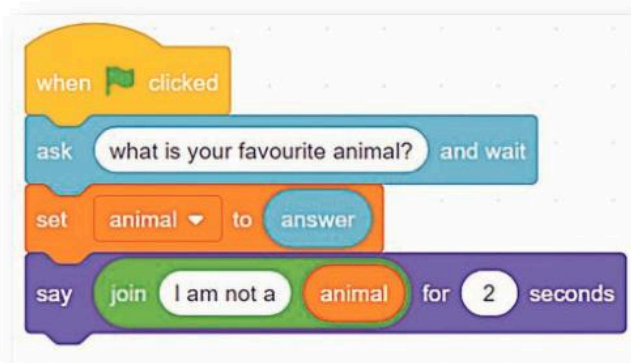 when clicked
ask what is your favourite animal? and wait
set animal to answer
say join I am not a animal for 2 seconds